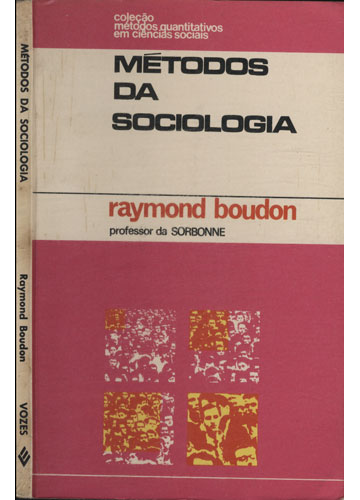 coleção
métodos quantitativos
em ciências sociais
MÉTODOS
DA
SOCIOLOGIA
raymond boudon
professor da SORBONNE
MÉTODOS DA SOCIOLOGIA
Raymond Boudon
VOZES